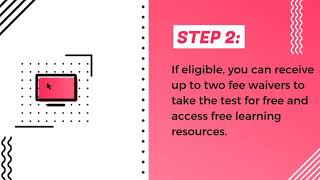 STEP 2:
If eligible, you can receive
up to two fee waivers to
take the test for free and
access free learning
resources.